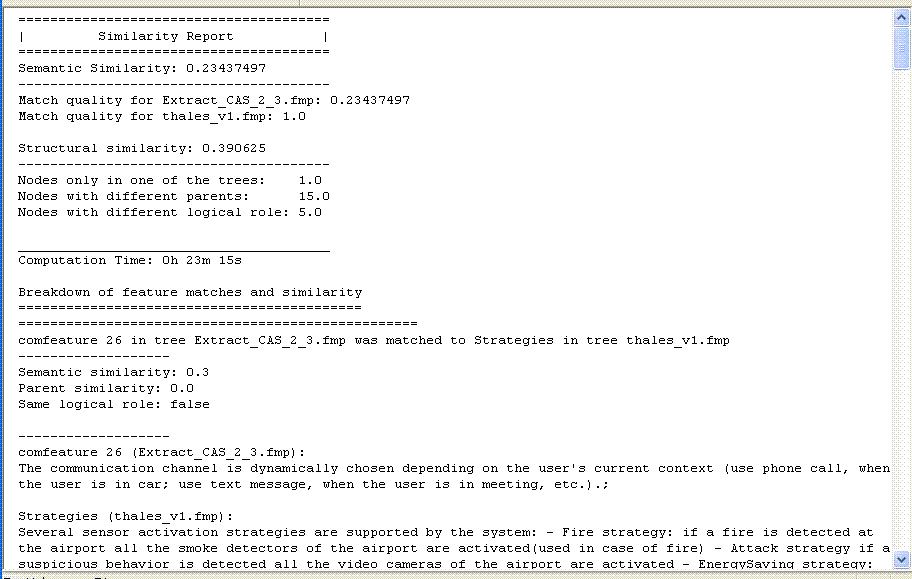 =======================================
| Similarity Report |
=======================================
Semantic Similarity: 0.23437497
---------------------------------------
Match quality for Extract_CAS_2_3.fmp: 0.23437497
Match quality for thales_v1.fmp: 1.0
Structural similarity: 0.390625
---------------------------------------
Nodes only in one of the trees: 1.0
Nodes with different parents: 15.0
Nodes with different logical role: 5.0
_______________________________________
Computation Time: 0h 23m 15s
Breakdown of feature matches and similarity
===========================================
==================================================
comfeature 26 in tree Extract_CAS_2_3.fmp was matched to Strategies in tree thales_v1.fmp
-------------------
Semantic similarity: 0.3
Parent similarity: 0.0
Same logical role: false
-------------------
comfeature 26 (Extract_CAS_2_3.fmp):
The communication channel is dynamically chosen depending on the user's current context (use phone call, when
the user is in car; use text message, when the user is in meeting, etc.).;
Strategies (thales_v1.fmp):
Several sensor activation strategies are supported by the system: - Fire strategy: if a fire is detected at
the airport all the smoke detectors of the airport are activated(used in case of fire) - Attack strategy if a
suspicious behavior is detected all the video cameras of the airport are activated - EnergySaving strategy: